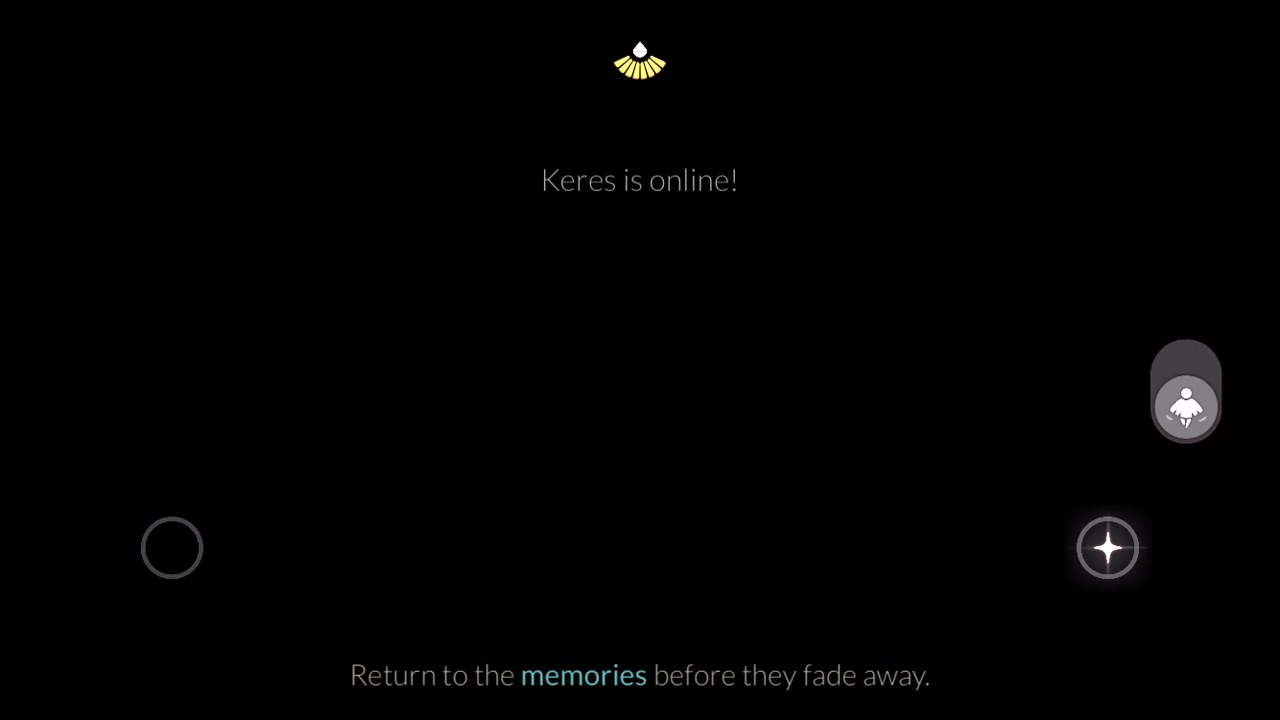 Keres is online!
Return to the memories before they fade away.